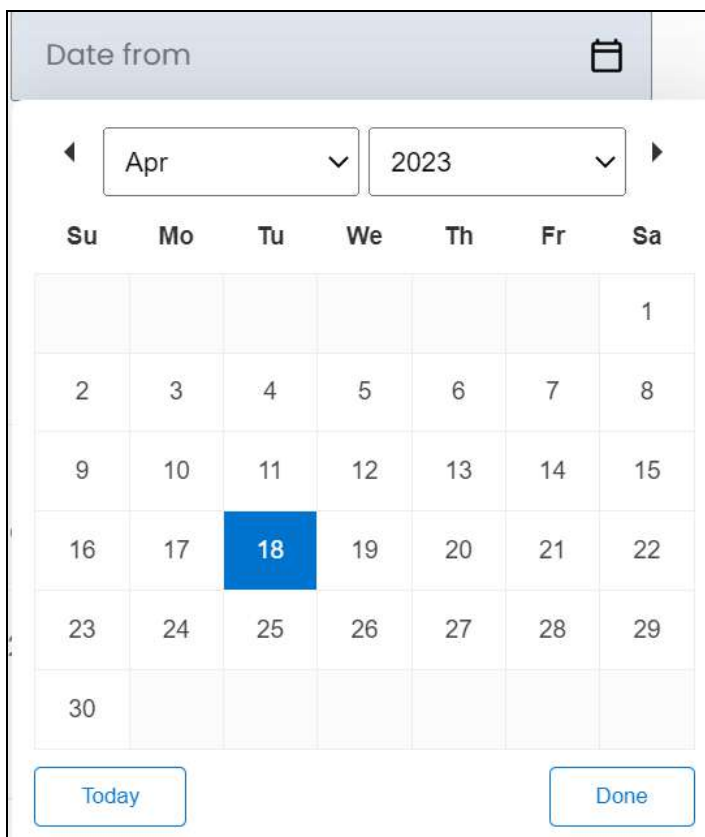 Date from
Apr 2023
Su Mo Tu We Th Fr Sa
1
2 3 4 5 6 7 8
9 10 11 12 13 14 15
16 17 18 19 20 21 22
23 24 25 26 27 28 29
30
Today Done